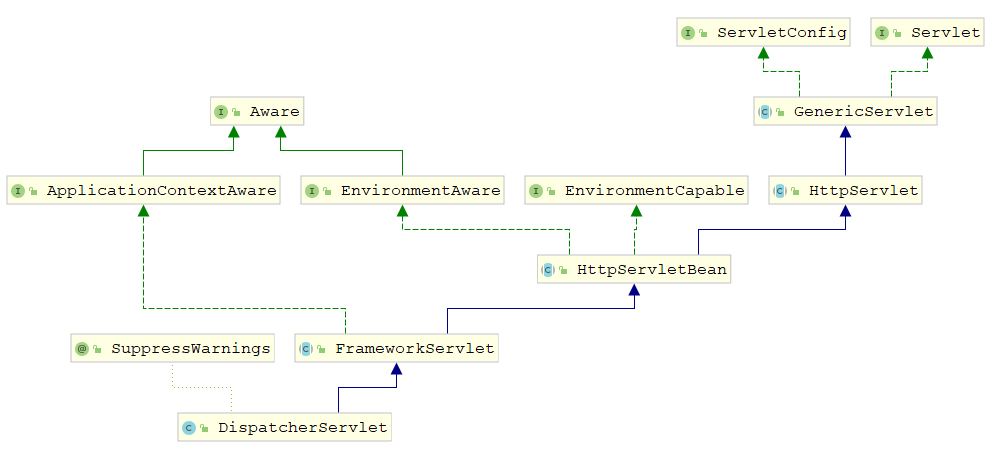 I ServletConfig
I Servlet
I Aware
C GenericServlet
I ApplicationContextAware
I EnvironmentAware
I EnvironmentCapable
C HttpServlet
C HttpServletBean
@ SuppressWarnings
C FrameworkServlet
C DispatcherServlet